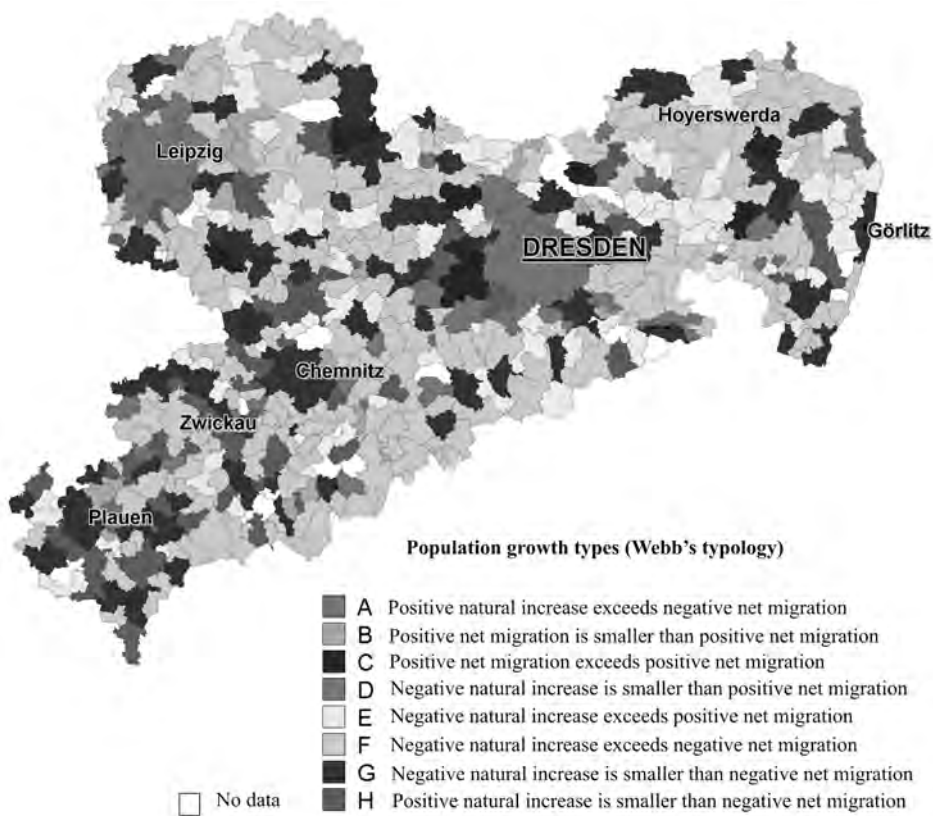 Hoyerswerda
Leipzig
Görlitz
DRESDEN
Chemnitz
Zwickau
Plauen
Population growth types (Webb's typology)
A Positive natural increase exceeds negative net migration
B Positive net migration is smaller than positive net migration
C Positive net migration exceeds positive net migration
D Negative natural increase is smaller than positive net migration
E Negative natural increase exceeds positive net migration
F Negative natural increase exceeds negative net migration
G Negative natural increase is smaller than negative net migration
No data
H Positive natural increase is smaller than negative net migration